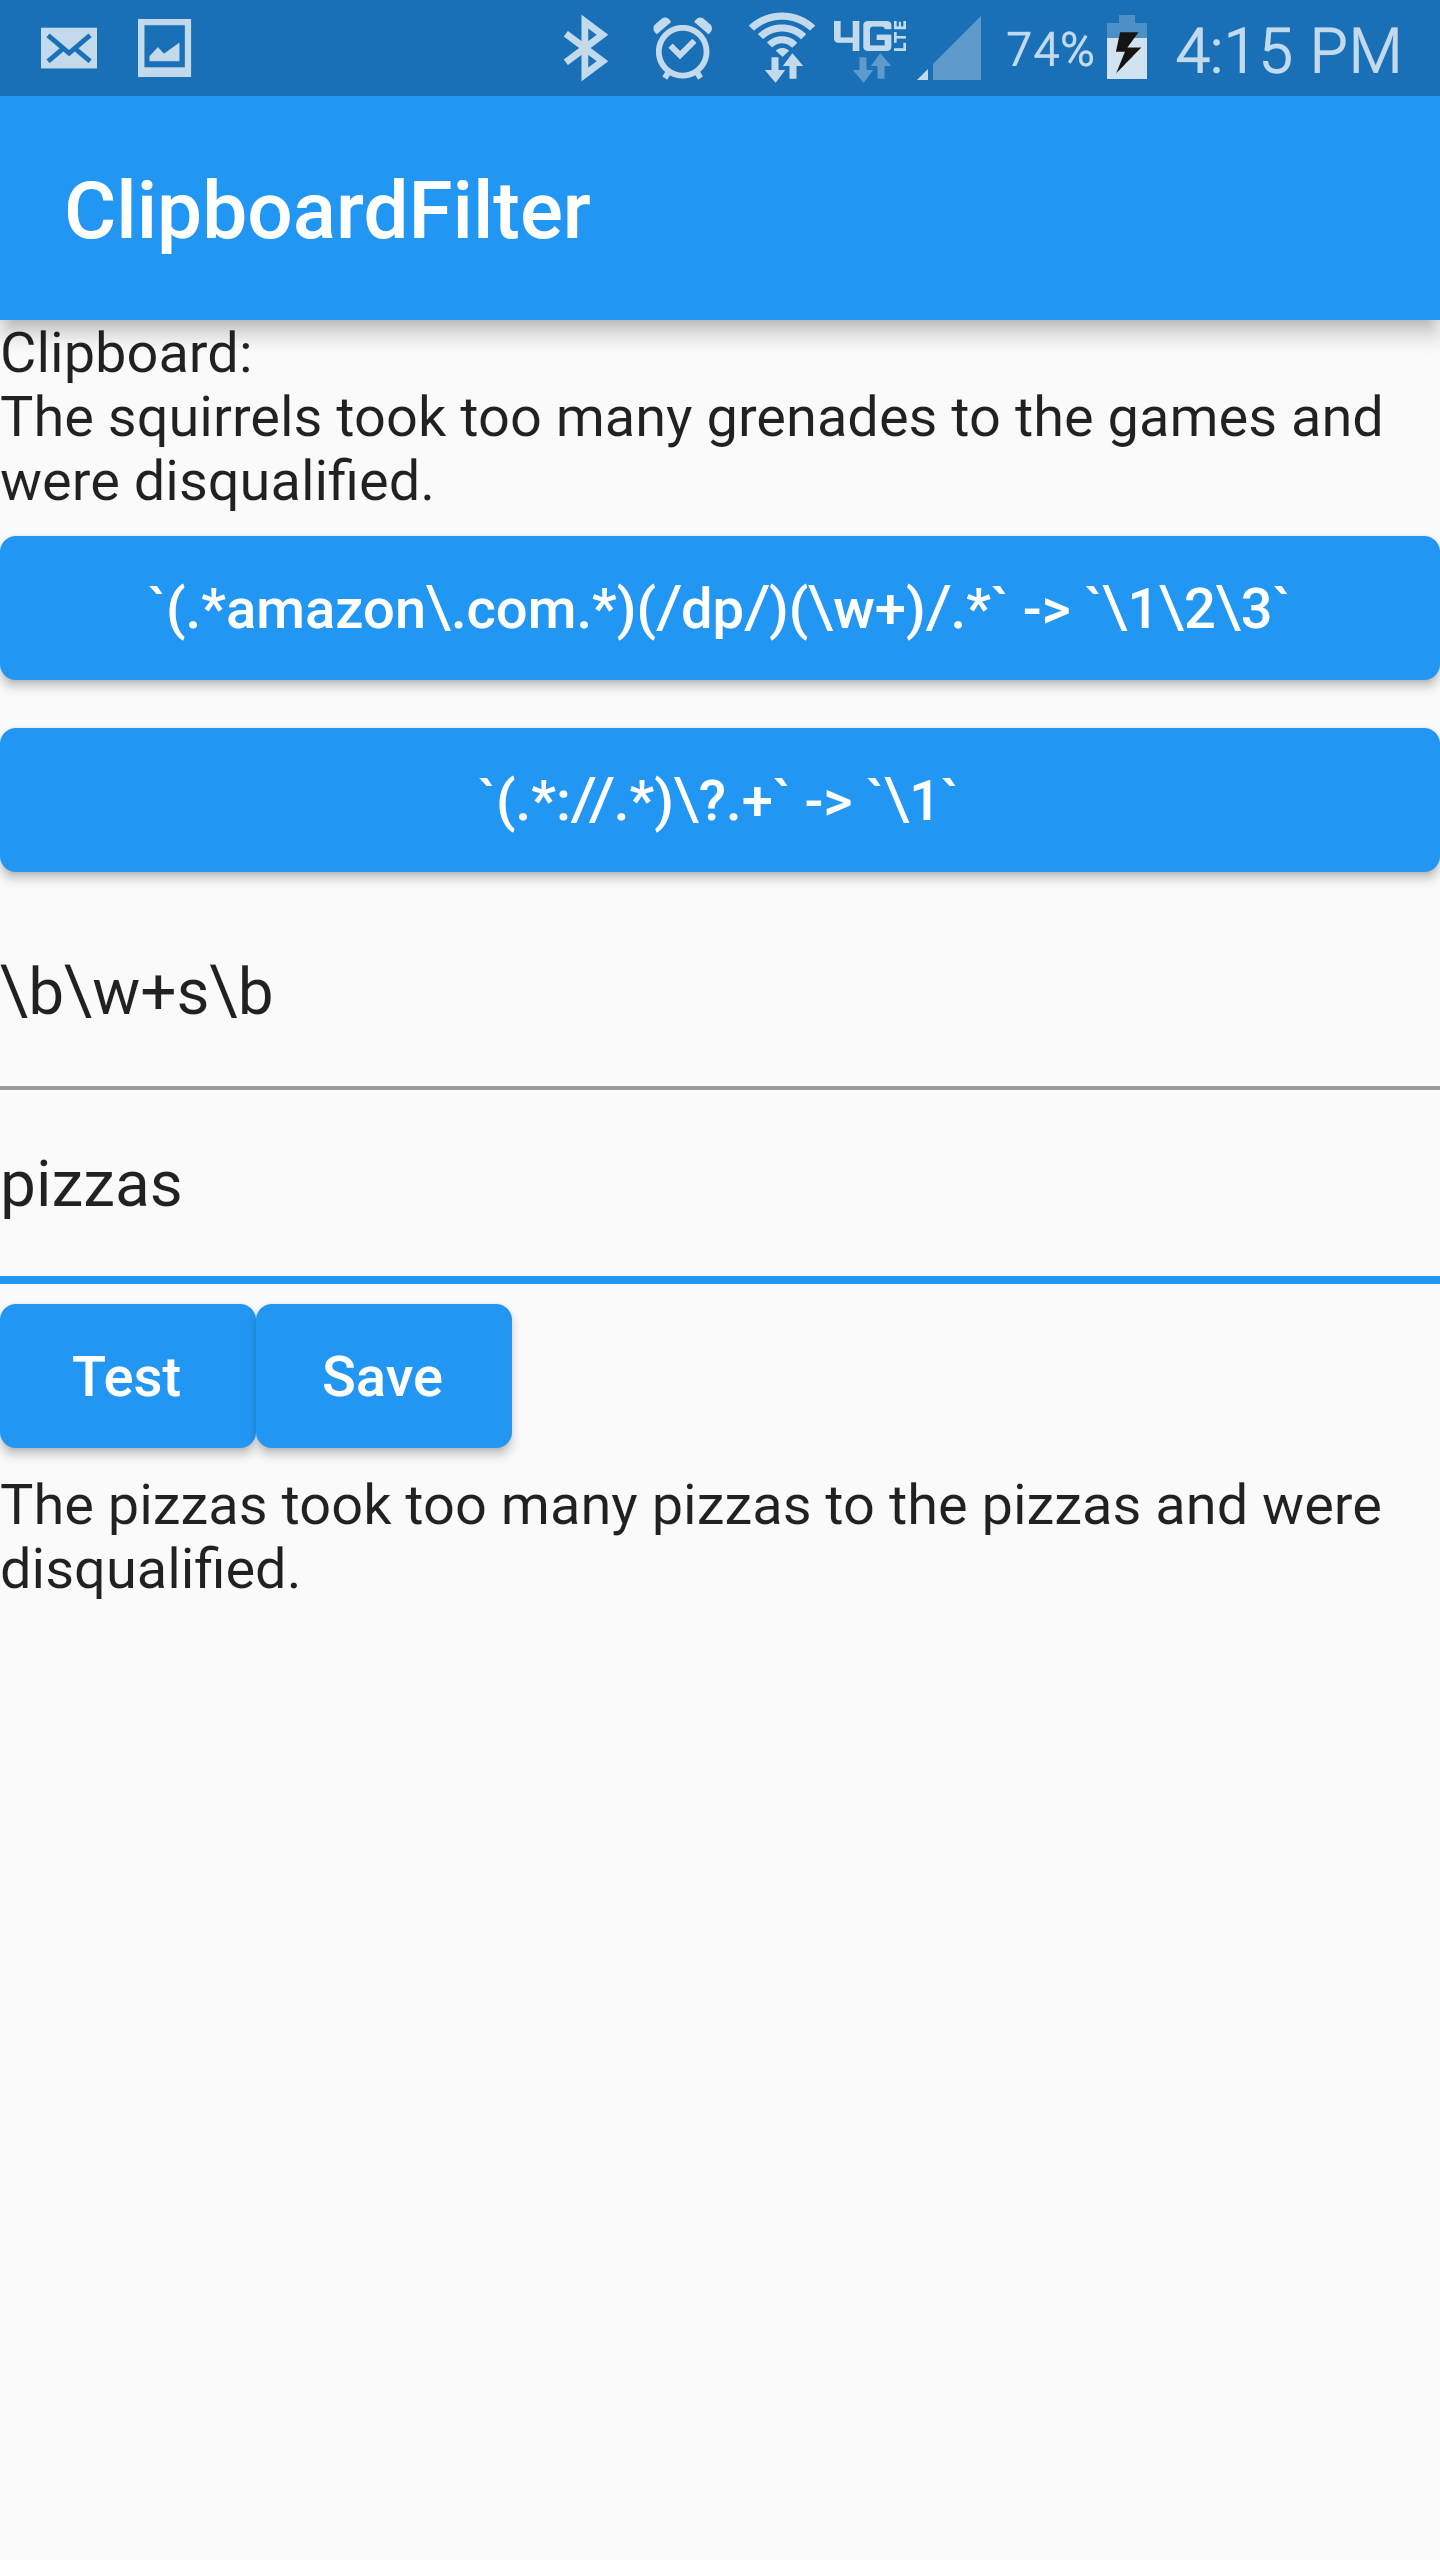 4G LTE 74% 4:15 PM
ClipboardFilter
Clipboard:
The squirrels took too many grenades to the games and
were disqualified.
`(.*amazon\.com.*)(/dp/)(\w+)/.*` -> `\1\2\3`
`(.*://.*)\?.+` -> `\1`
\b\w+s\b
pizzas
Test Save
The pizzas took too many pizzas to the pizzas and were
disqualified.